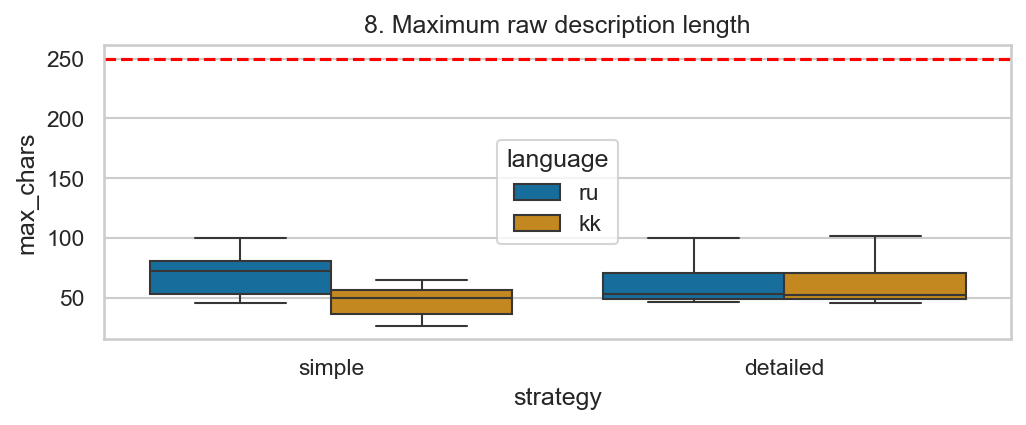 8. Maximum raw description length
max_chars
250
200
150
100
50
language
ru
kk
simple
detailed
strategy